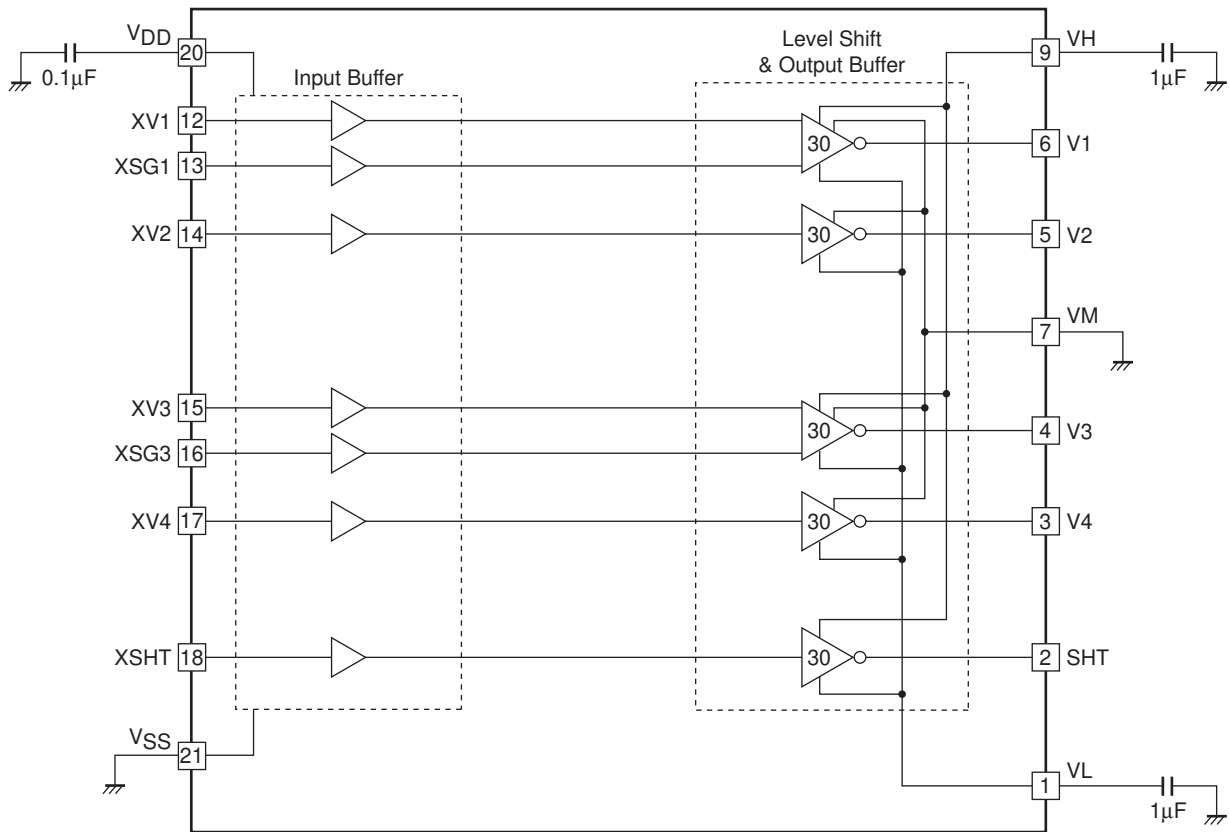 VDD
20
0.1µF
Input Buffer
Level Shift
& Output Buffer
9
VH
1µF
XV1
12
30
6
V1
XSG1
13
XV2
14
30
5
V2
7
VM
XV3
15
30
4
V3
XSG3
16
XV4
17
30
3
V4
XSHT
18
30
2
SHT
VSS
21
1
VL
1µF